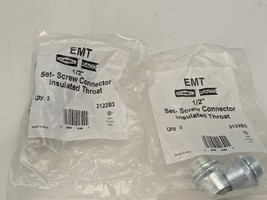 EMT
1/2"
Set- Screw Connector
Insulated Throat
Qty 3
2122B3
EMT
1/2"
Set- Screw Connector
Insulated Throat
Qty 3
2122B3